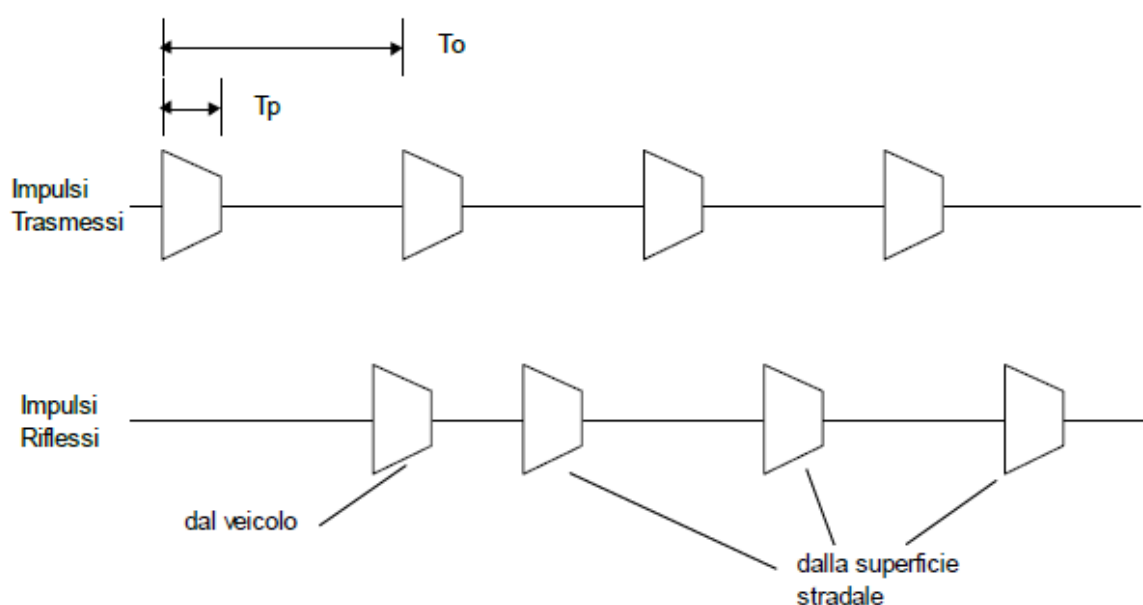 To
Tp
Impulsi
Trasmessi
Impulsi
Riflessi
dal veicolo
dalla superficie
stradale